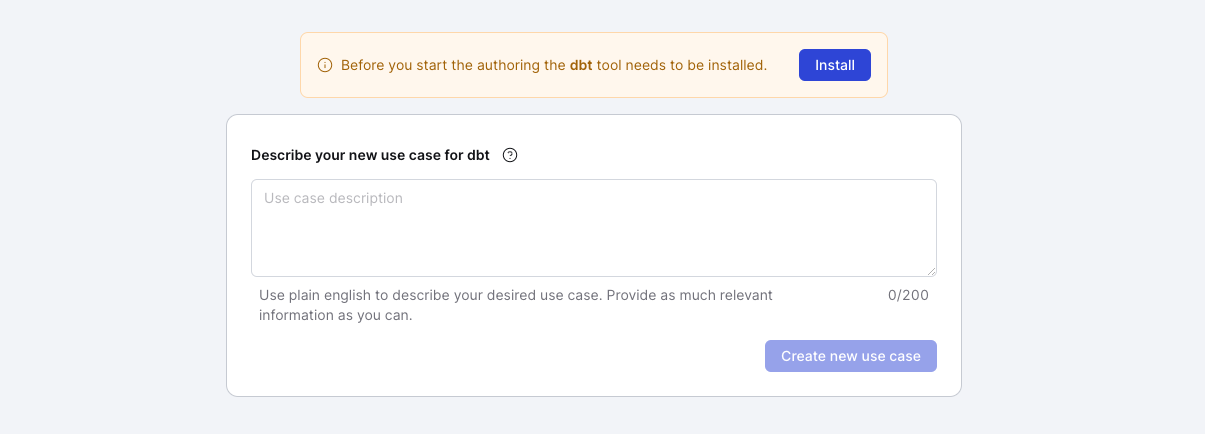 Before you start the authoring the dbt tool needs to be installed.
Install
Describe your new use case for dbt
Use case description
Use plain english to describe your desired use case. Provide as much relevant
information as you can.
0/200
Create new use case